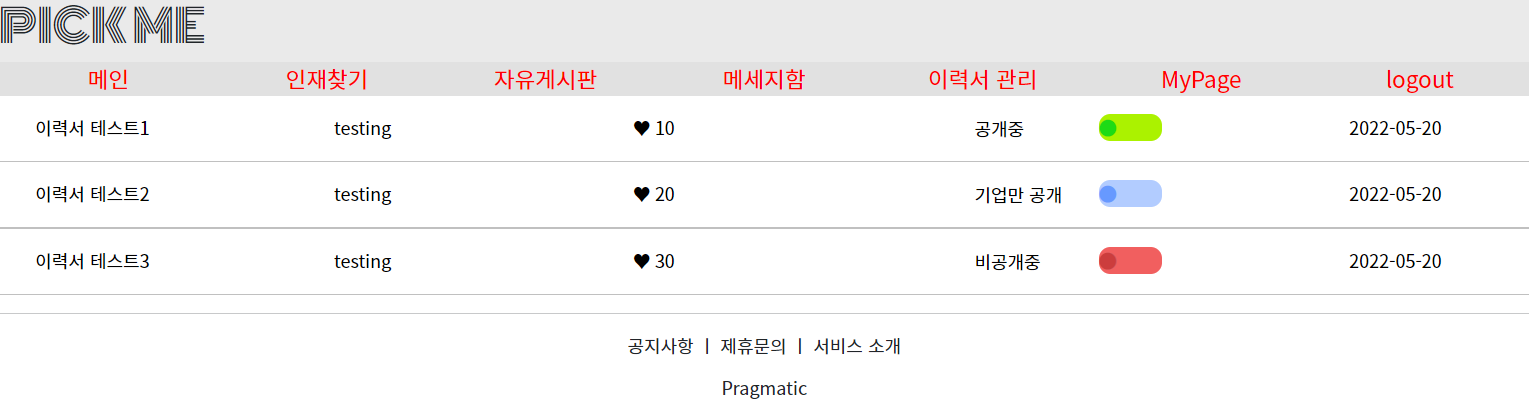 PICK ME
메인 인재찾기 자유게시판 메세지함 이력서 관리 MyPage logout
이력서 테스트1 testing ♥ 10 공개중 2022-05-20
이력서 테스트2 testing ♥ 20 기업만 공개 2022-05-20
이력서 테스트3 testing ♥ 30 비공개중 2022-05-20
공지사항 ㅣ 제휴문의 ㅣ 서비스 소개
Pragmatic